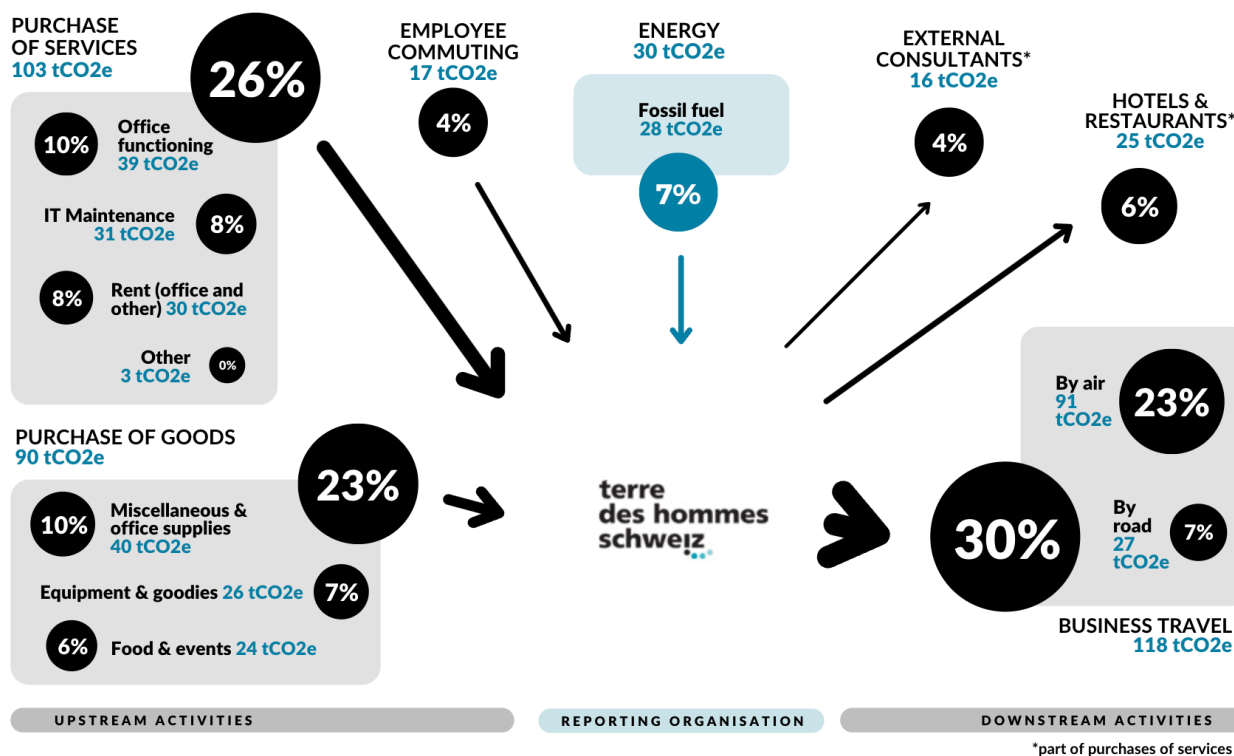 PURCHASE
OF SERVICES
103 tCO2e
26%
10%
Office
functioning
39 tCO2e
IT Maintenance
31 tCO2e
8%
8%
Rent (office and
other) 30 tCO2e
Other
3 tCO2e
0%
PURCHASE OF GOODS
90 tCO2e
23%
10%
Miscellaneous &
office supplies
40 tCO2e
Equipment & goodies 26 tCO2e
7%
6%
Food & events 24 tCO2e
EMPLOYEE
COMMUTING
17 tCO2e
4%
ENERGY
30 tCO2e
Fossil fuel
28 tCO2e
7%
terre
des hommes
schweiz
EXTERNAL
CONSULTANTS*
16 tCO2e
4%
HOTELS &
RESTAURANTS*
25 tCO2e
6%
By air
91
tCO2e
23%
30%
By
road
27
tCO2e
7%
BUSINESS TRAVEL
118 tCO2e
UPSTREAM ACTIVITIES
REPORTING ORGANISATION
DOWNSTREAM ACTIVITIES
*part of purchases of services